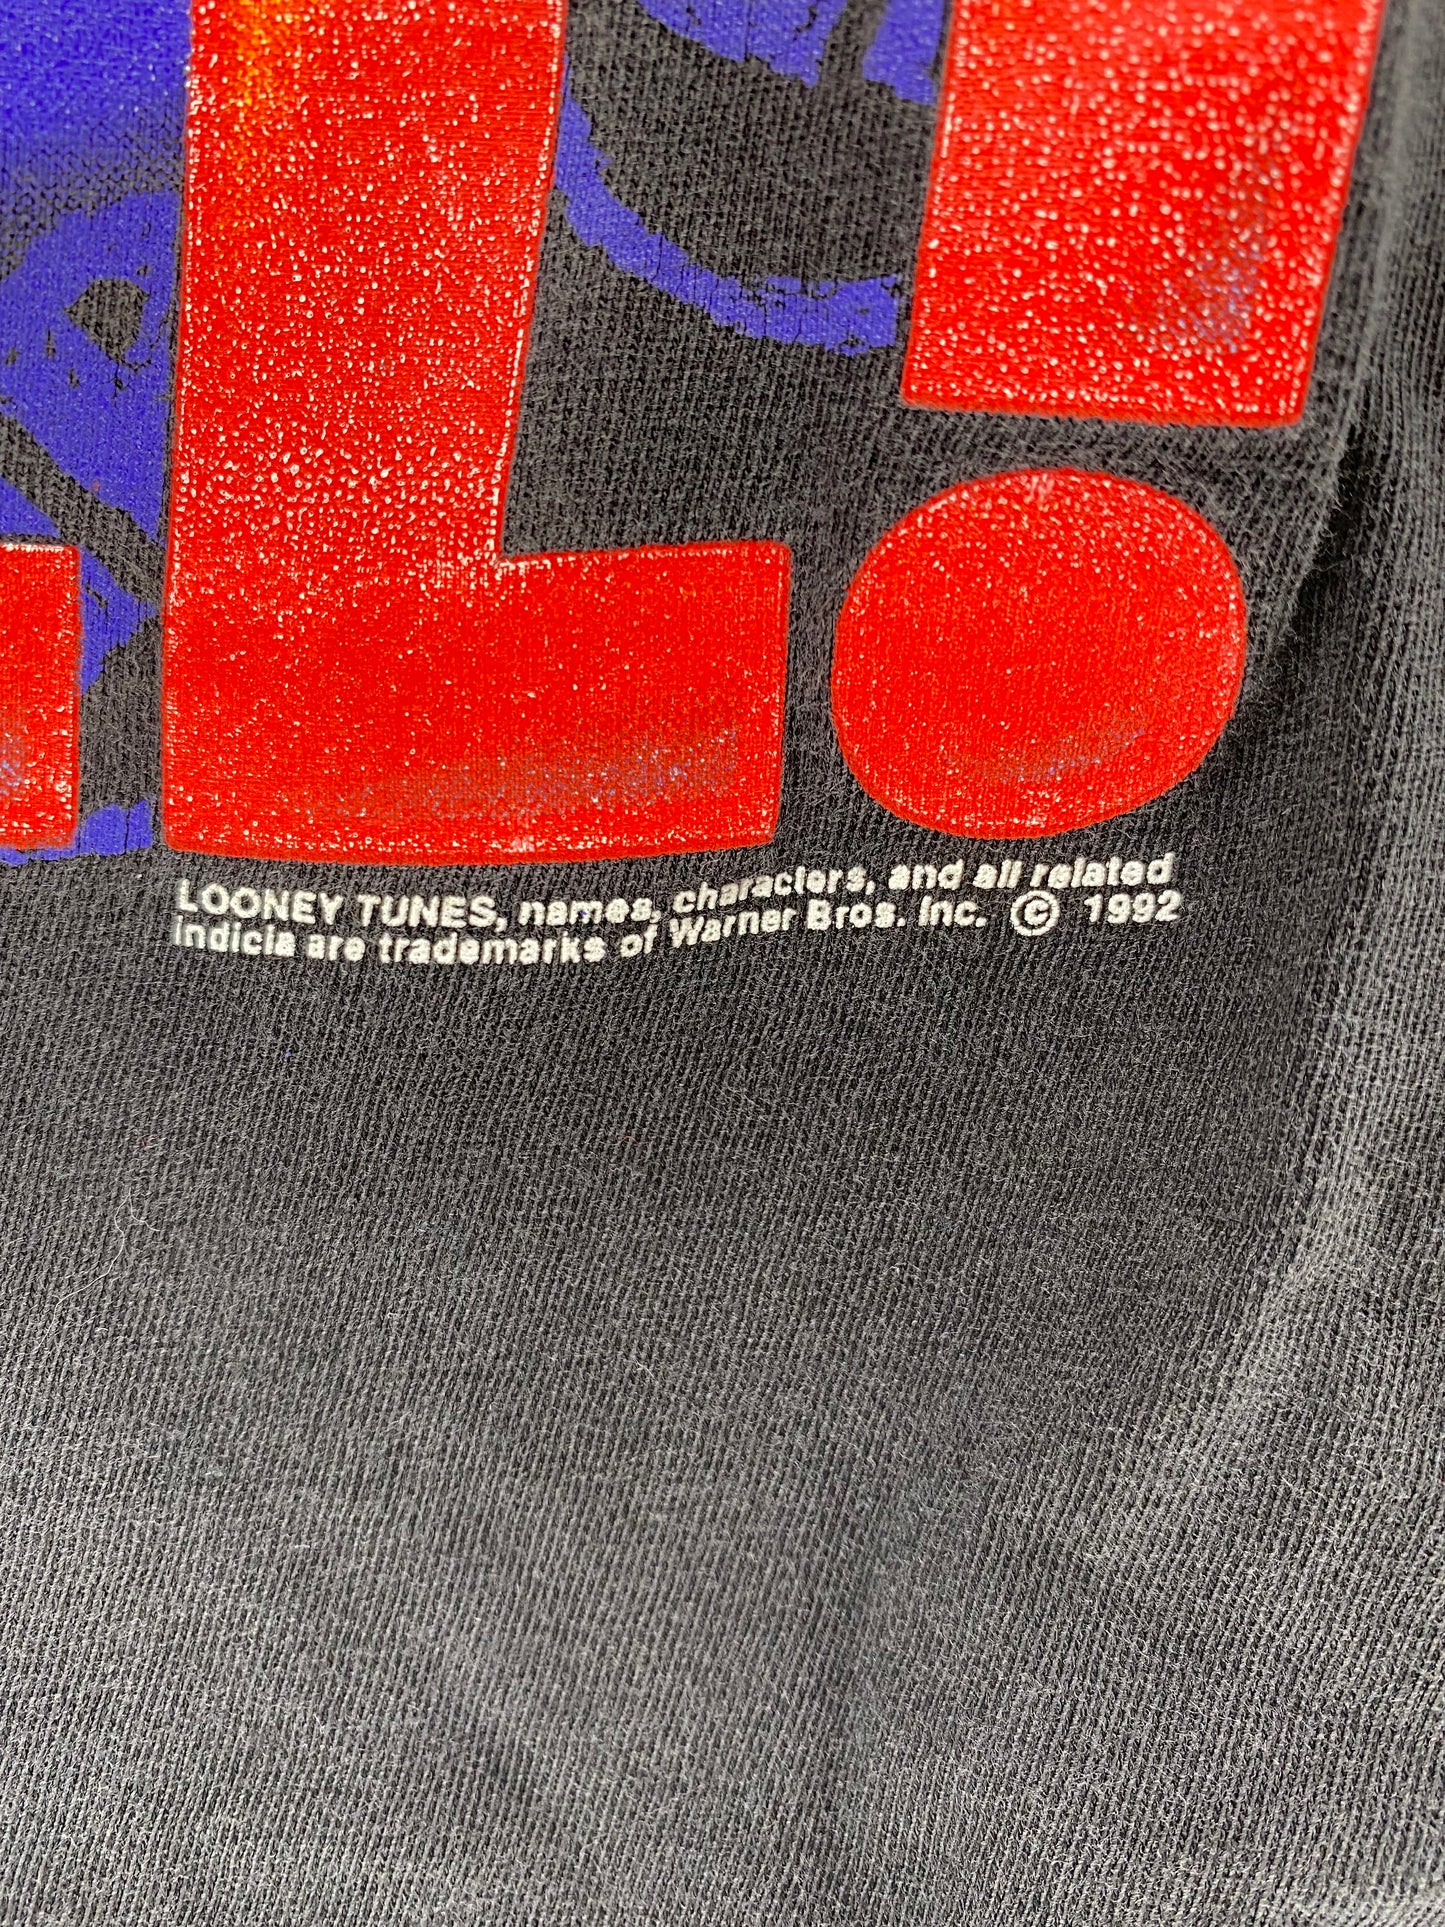 L!
LOONEY TUNES, names, characters, and all related
indicia are trademarks of Warner Bros. Inc. © 1992